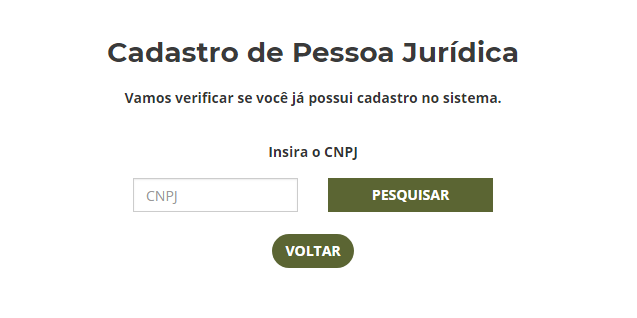 Cadastro de Pessoa Jurídica
Vamos verificar se você já possui cadastro no sistema.
Insira o CNPJ
CNPJ PESQUISAR
VOLTAR